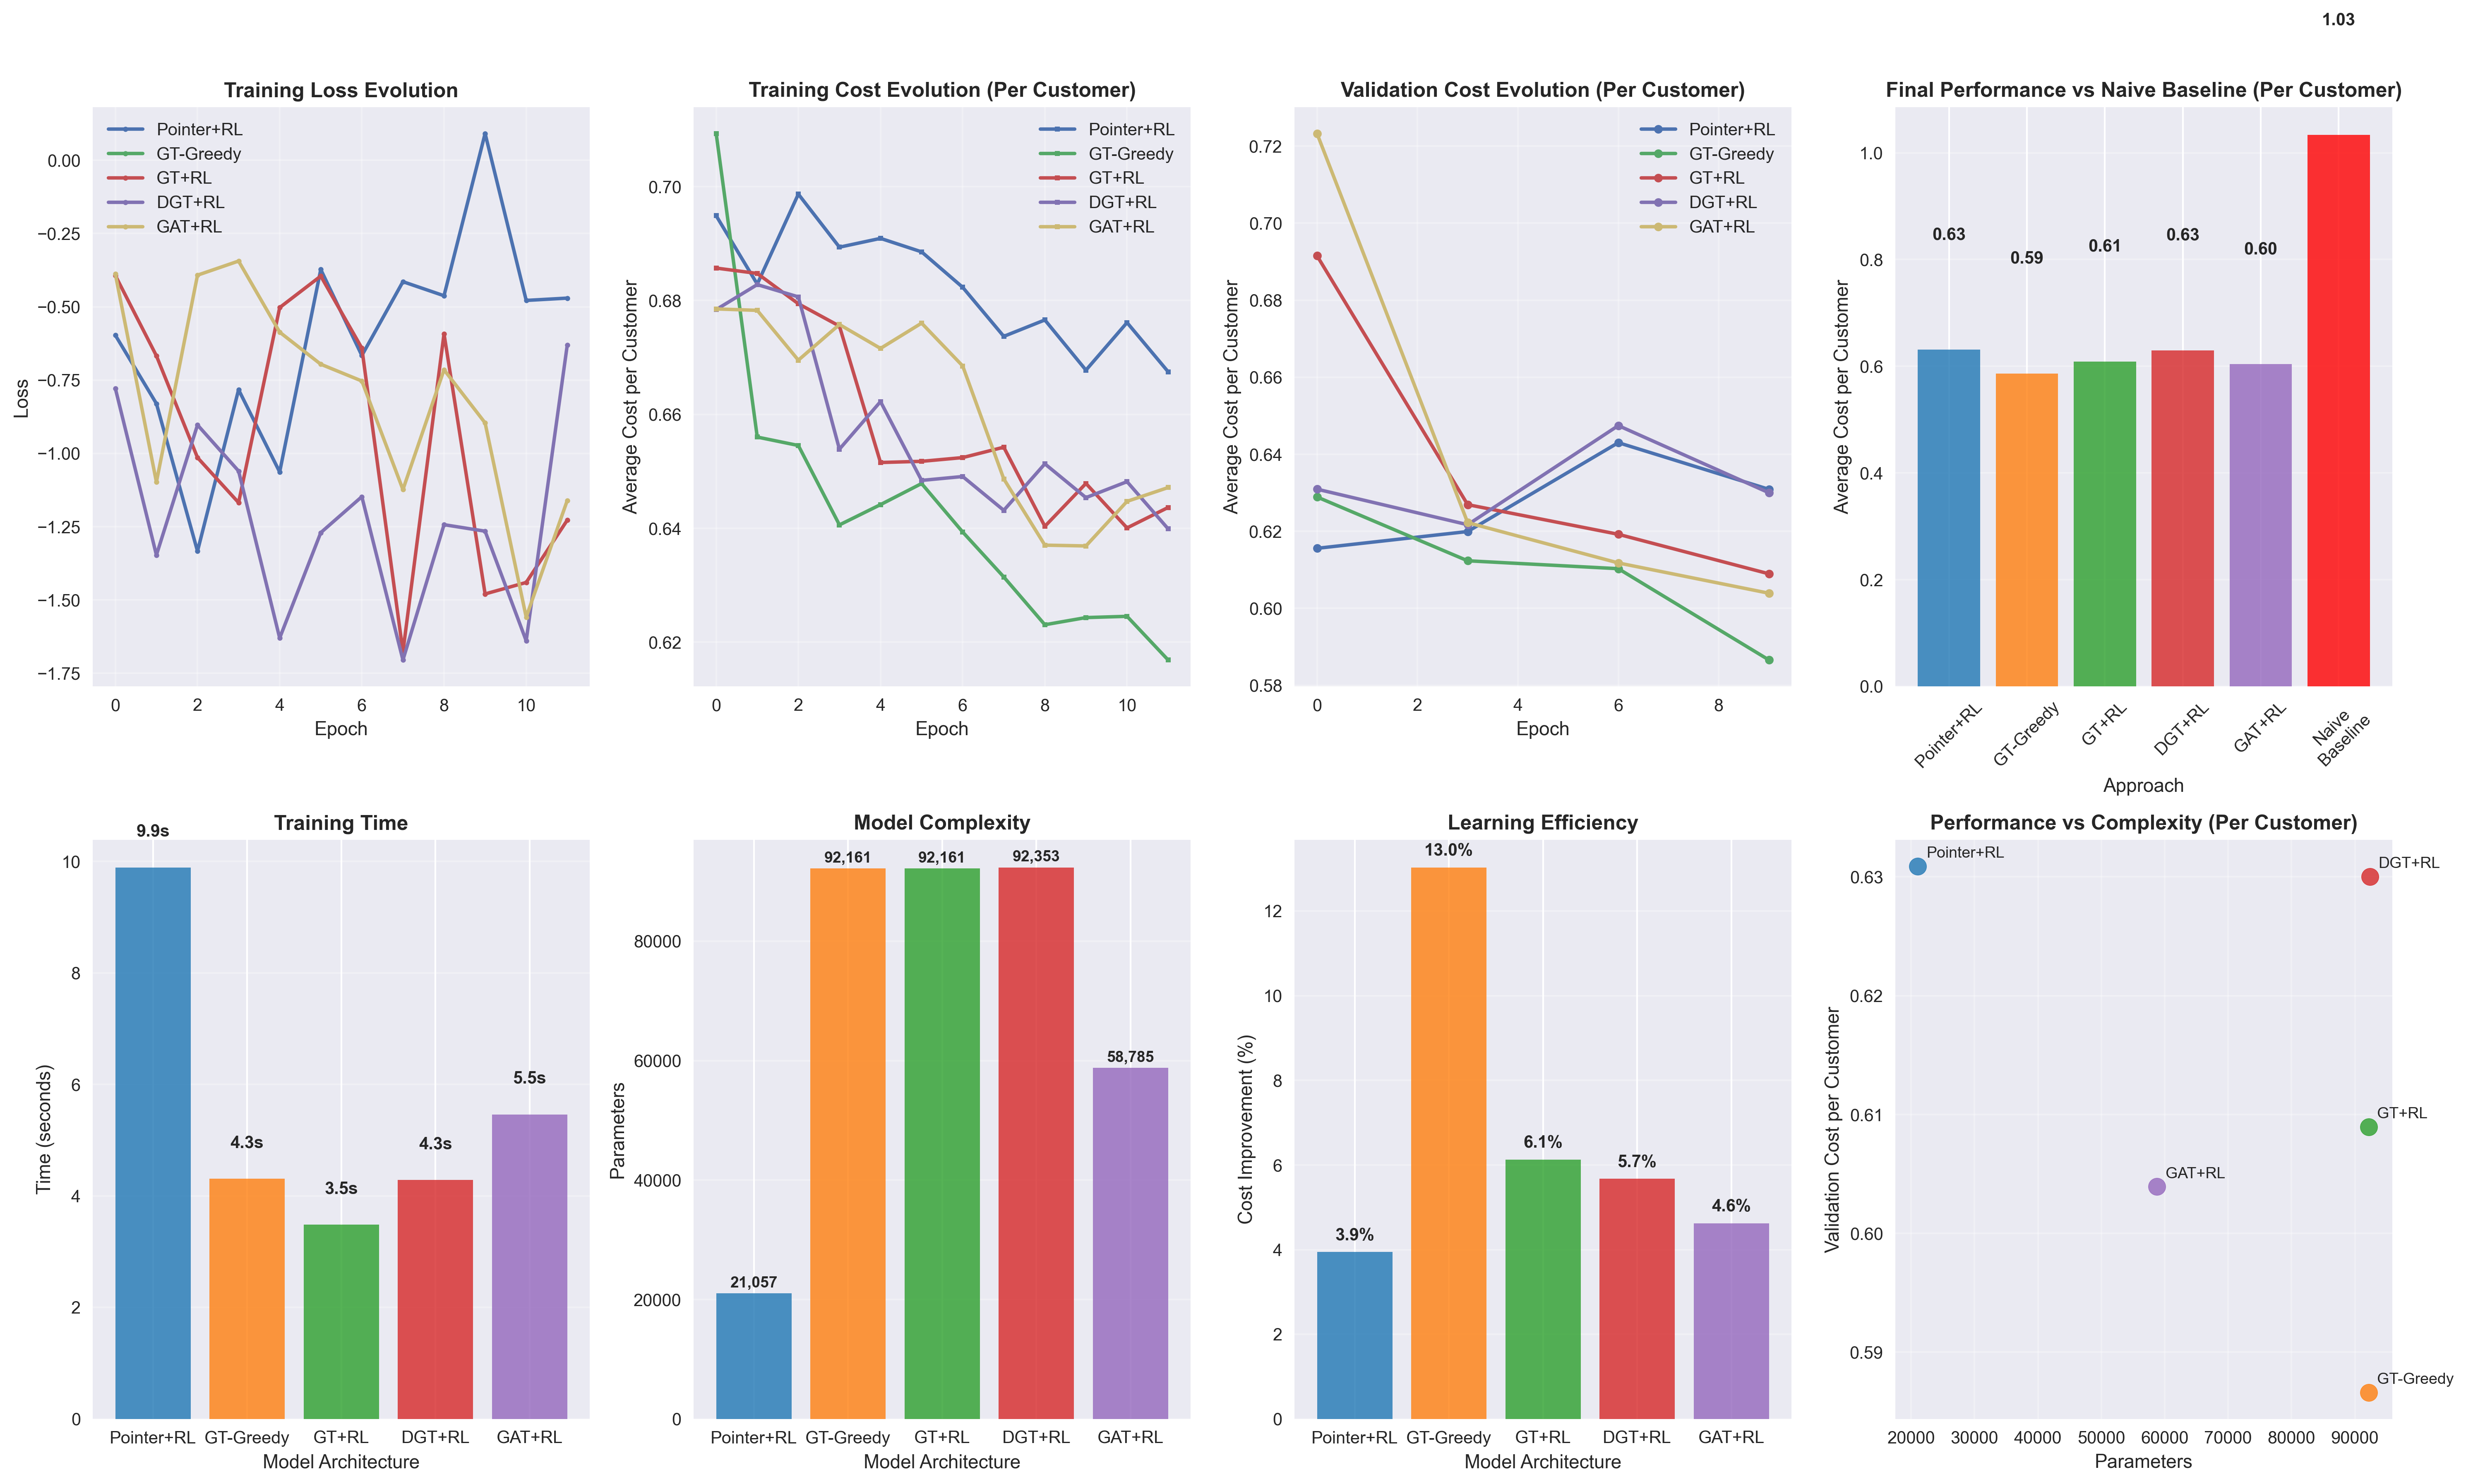 Training Loss Evolution
Loss
0.00
−0.25
−0.50
−0.75
−1.00
−1.25
−1.50
−1.75
Pointer+RL
GT-Greedy
GT+RL
DGT+RL
GAT+RL
0 2 4 6 8 10
Epoch
Training Cost Evolution (Per Customer)
Average Cost per Customer
0.70
0.68
0.66
0.64
0.62
Pointer+RL
GT-Greedy
GT+RL
DGT+RL
GAT+RL
0 2 4 6 8 10
Epoch
Validation Cost Evolution (Per Customer)
Average Cost per Customer
0.72
0.70
0.68
0.66
0.64
0.62
0.60
0.58
Pointer+RL
GT-Greedy
GT+RL
DGT+RL
GAT+RL
0 2 4 6 8
Epoch
1.03
Final Performance vs Naive Baseline (Per Customer)
Average Cost per Customer
1.0
0.8
0.6
0.4
0.2
0.0
0.63
0.59
0.61
0.63
0.60
Pointer+RL
GT-Greedy
GT+RL
DGT+RL
GAT+RL
Naive
Baseline
Approach
Training Time
Time (seconds)
10
8
6
4
2
0
9.9s
4.3s
3.5s
4.3s
5.5s
Pointer+RL GT-Greedy GT+RL DGT+RL GAT+RL
Model Architecture
Model Complexity
Parameters
80000
60000
40000
20000
0
21,057
92,161
92,161
92,353
58,785
Pointer+RL GT-Greedy GT+RL DGT+RL GAT+RL
Model Architecture
Learning Efficiency
Cost Improvement (%)
12
10
8
6
4
2
0
3.9%
13.0%
6.1%
5.7%
4.6%
Pointer+RL GT-Greedy GT+RL DGT+RL GAT+RL
Model Architecture
Performance vs Complexity (Per Customer)
Validation Cost per Customer
0.63
0.62
0.61
0.60
0.59
Pointer+RL
DGT+RL
GT+RL
GAT+RL
GT-Greedy
20000 30000 40000 50000 60000 70000 80000 90000
Parameters